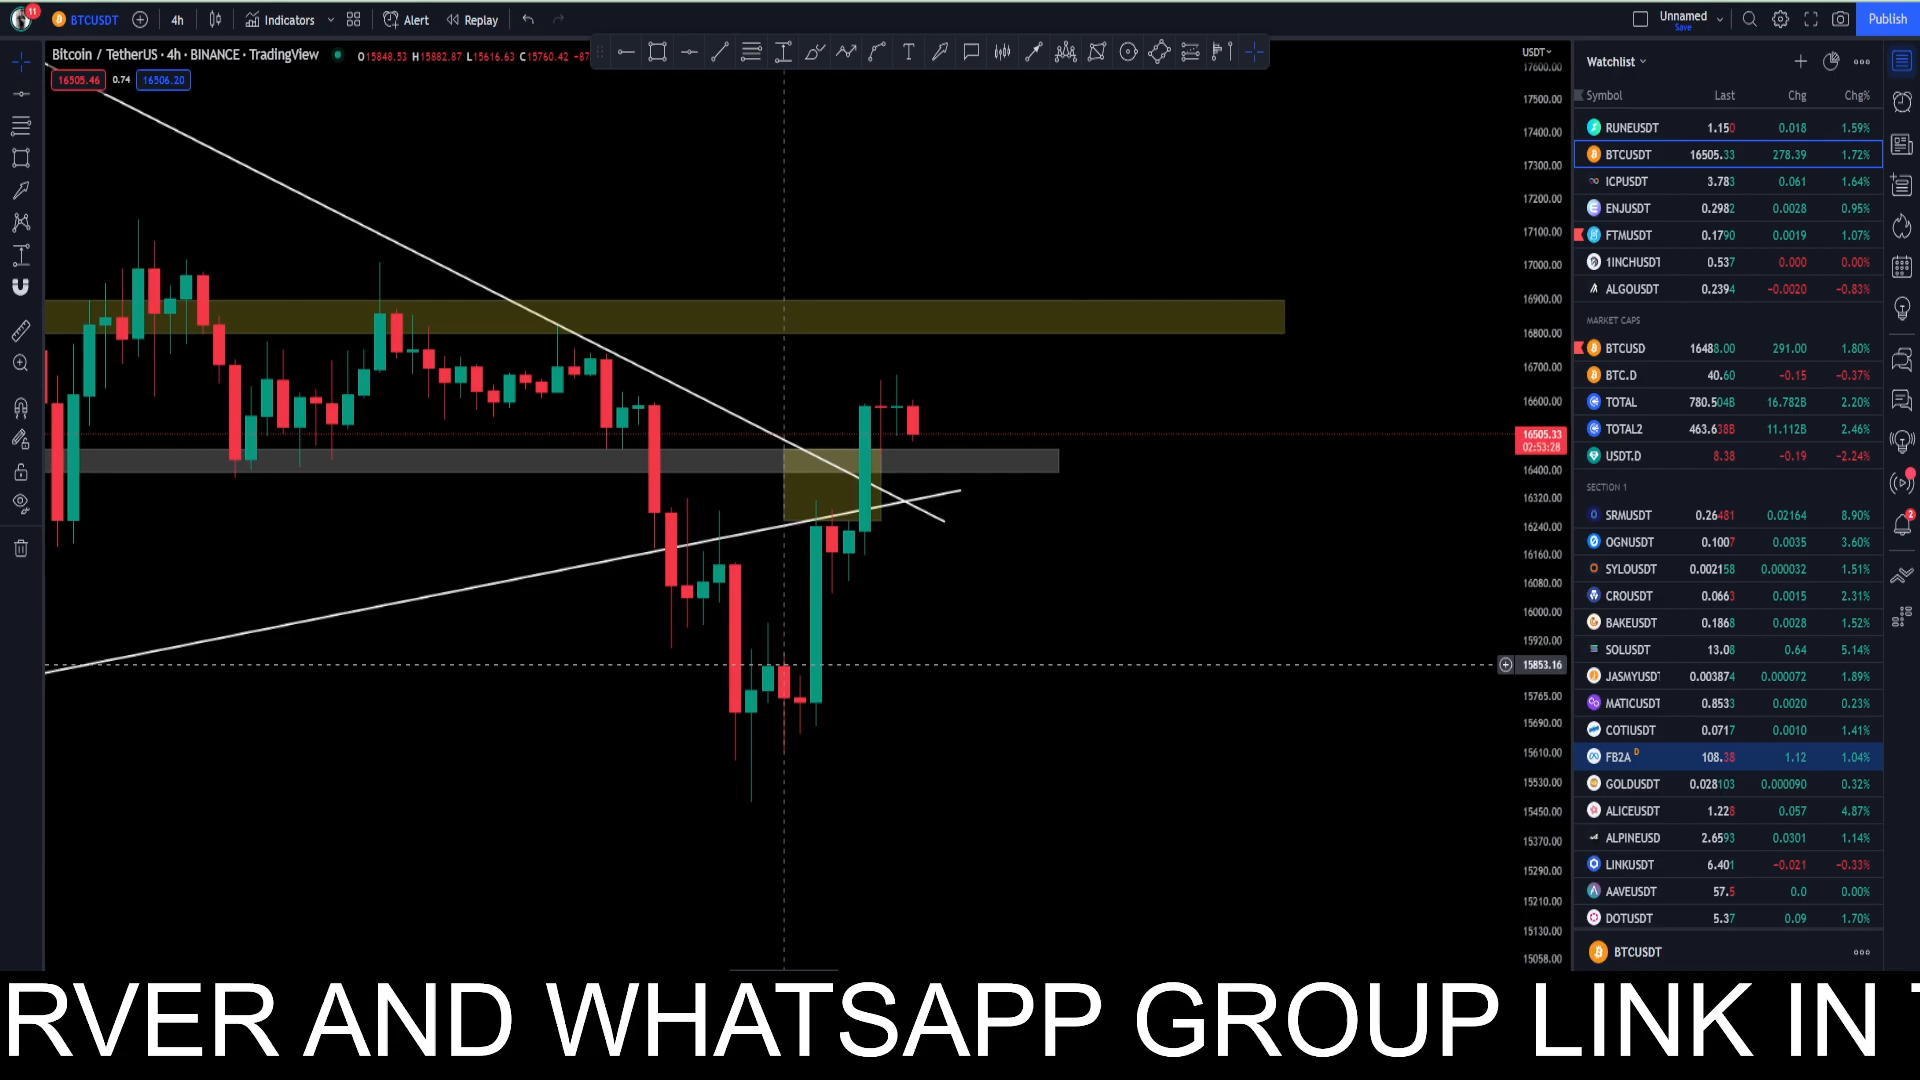 11
BTCUSDT 4h Indicators Alert Replay Unnamed Save Publish
Bitcoin / TetherUS · 4h · BINANCE · TradingView O15848.53 H15882.87 L15616.63 C15760.42 −87
16505.46 0.74 16506.20
USDT
17600.00
17500.00
17400.00
17300.00
17200.00
17100.00
17000.00
16900.00
16800.00
16700.00
16600.00
16505.33
02:53:28
16400.00
16320.00
16240.00
16160.00
16080.00
16000.00
15920.00
15853.16
15765.00
15690.00
15610.00
15530.00
15450.00
15370.00
15290.00
15210.00
15130.00
15058.00
Watchlist
Symbol Last Chg Chg%
RUNEUSDT 1.150 0.018 1.59%
BTCUSDT 16505.33 278.39 1.72%
ICPUSDT 3.783 0.061 1.64%
ENJUSDT 0.2982 0.0028 0.95%
FTMUSDT 0.1790 0.0019 1.07%
1INCHUSDT 0.537 0.000 0.00%
ALGOUSDT 0.2394 −0.0020 −0.83%
MARKET CAPS
BTCUSD 16488.00 291.00 1.80%
BTC.D 40.60 −0.15 −0.37%
TOTAL 780.504B 16.782B 2.20%
TOTAL2 463.638B 11.112B 2.46%
USDT.D 8.38 −0.19 −2.24%
SECTION 1
SRMUSDT 0.26481 0.02164 8.90%
OGNUSDT 0.1007 0.0035 3.60%
SYLOUSDT 0.002158 0.000032 1.51%
CROUSDT 0.0663 0.0015 2.31%
BAKEUSDT 0.1868 0.0028 1.52%
SOLUSDT 13.08 0.64 5.14%
JASMYUSDT 0.003874 0.000072 1.89%
MATICUSDT 0.8533 0.0020 0.23%
COTIUSDT 0.0717 0.0010 1.41%
FB2A D 108.38 1.12 1.04%
GOLDUSDT 0.028103 0.000090 0.32%
ALICEUSDT 1.228 0.057 4.87%
ALPINEUSD 2.6593 0.0301 1.14%
LINKUSDT 6.401 −0.021 −0.33%
AAVEUSDT 57.5 0.0 0.00%
DOTUSDT 5.37 0.09 1.70%
BTCUSDT
2
RVER AND WHATSAPP GROUP LINK IN